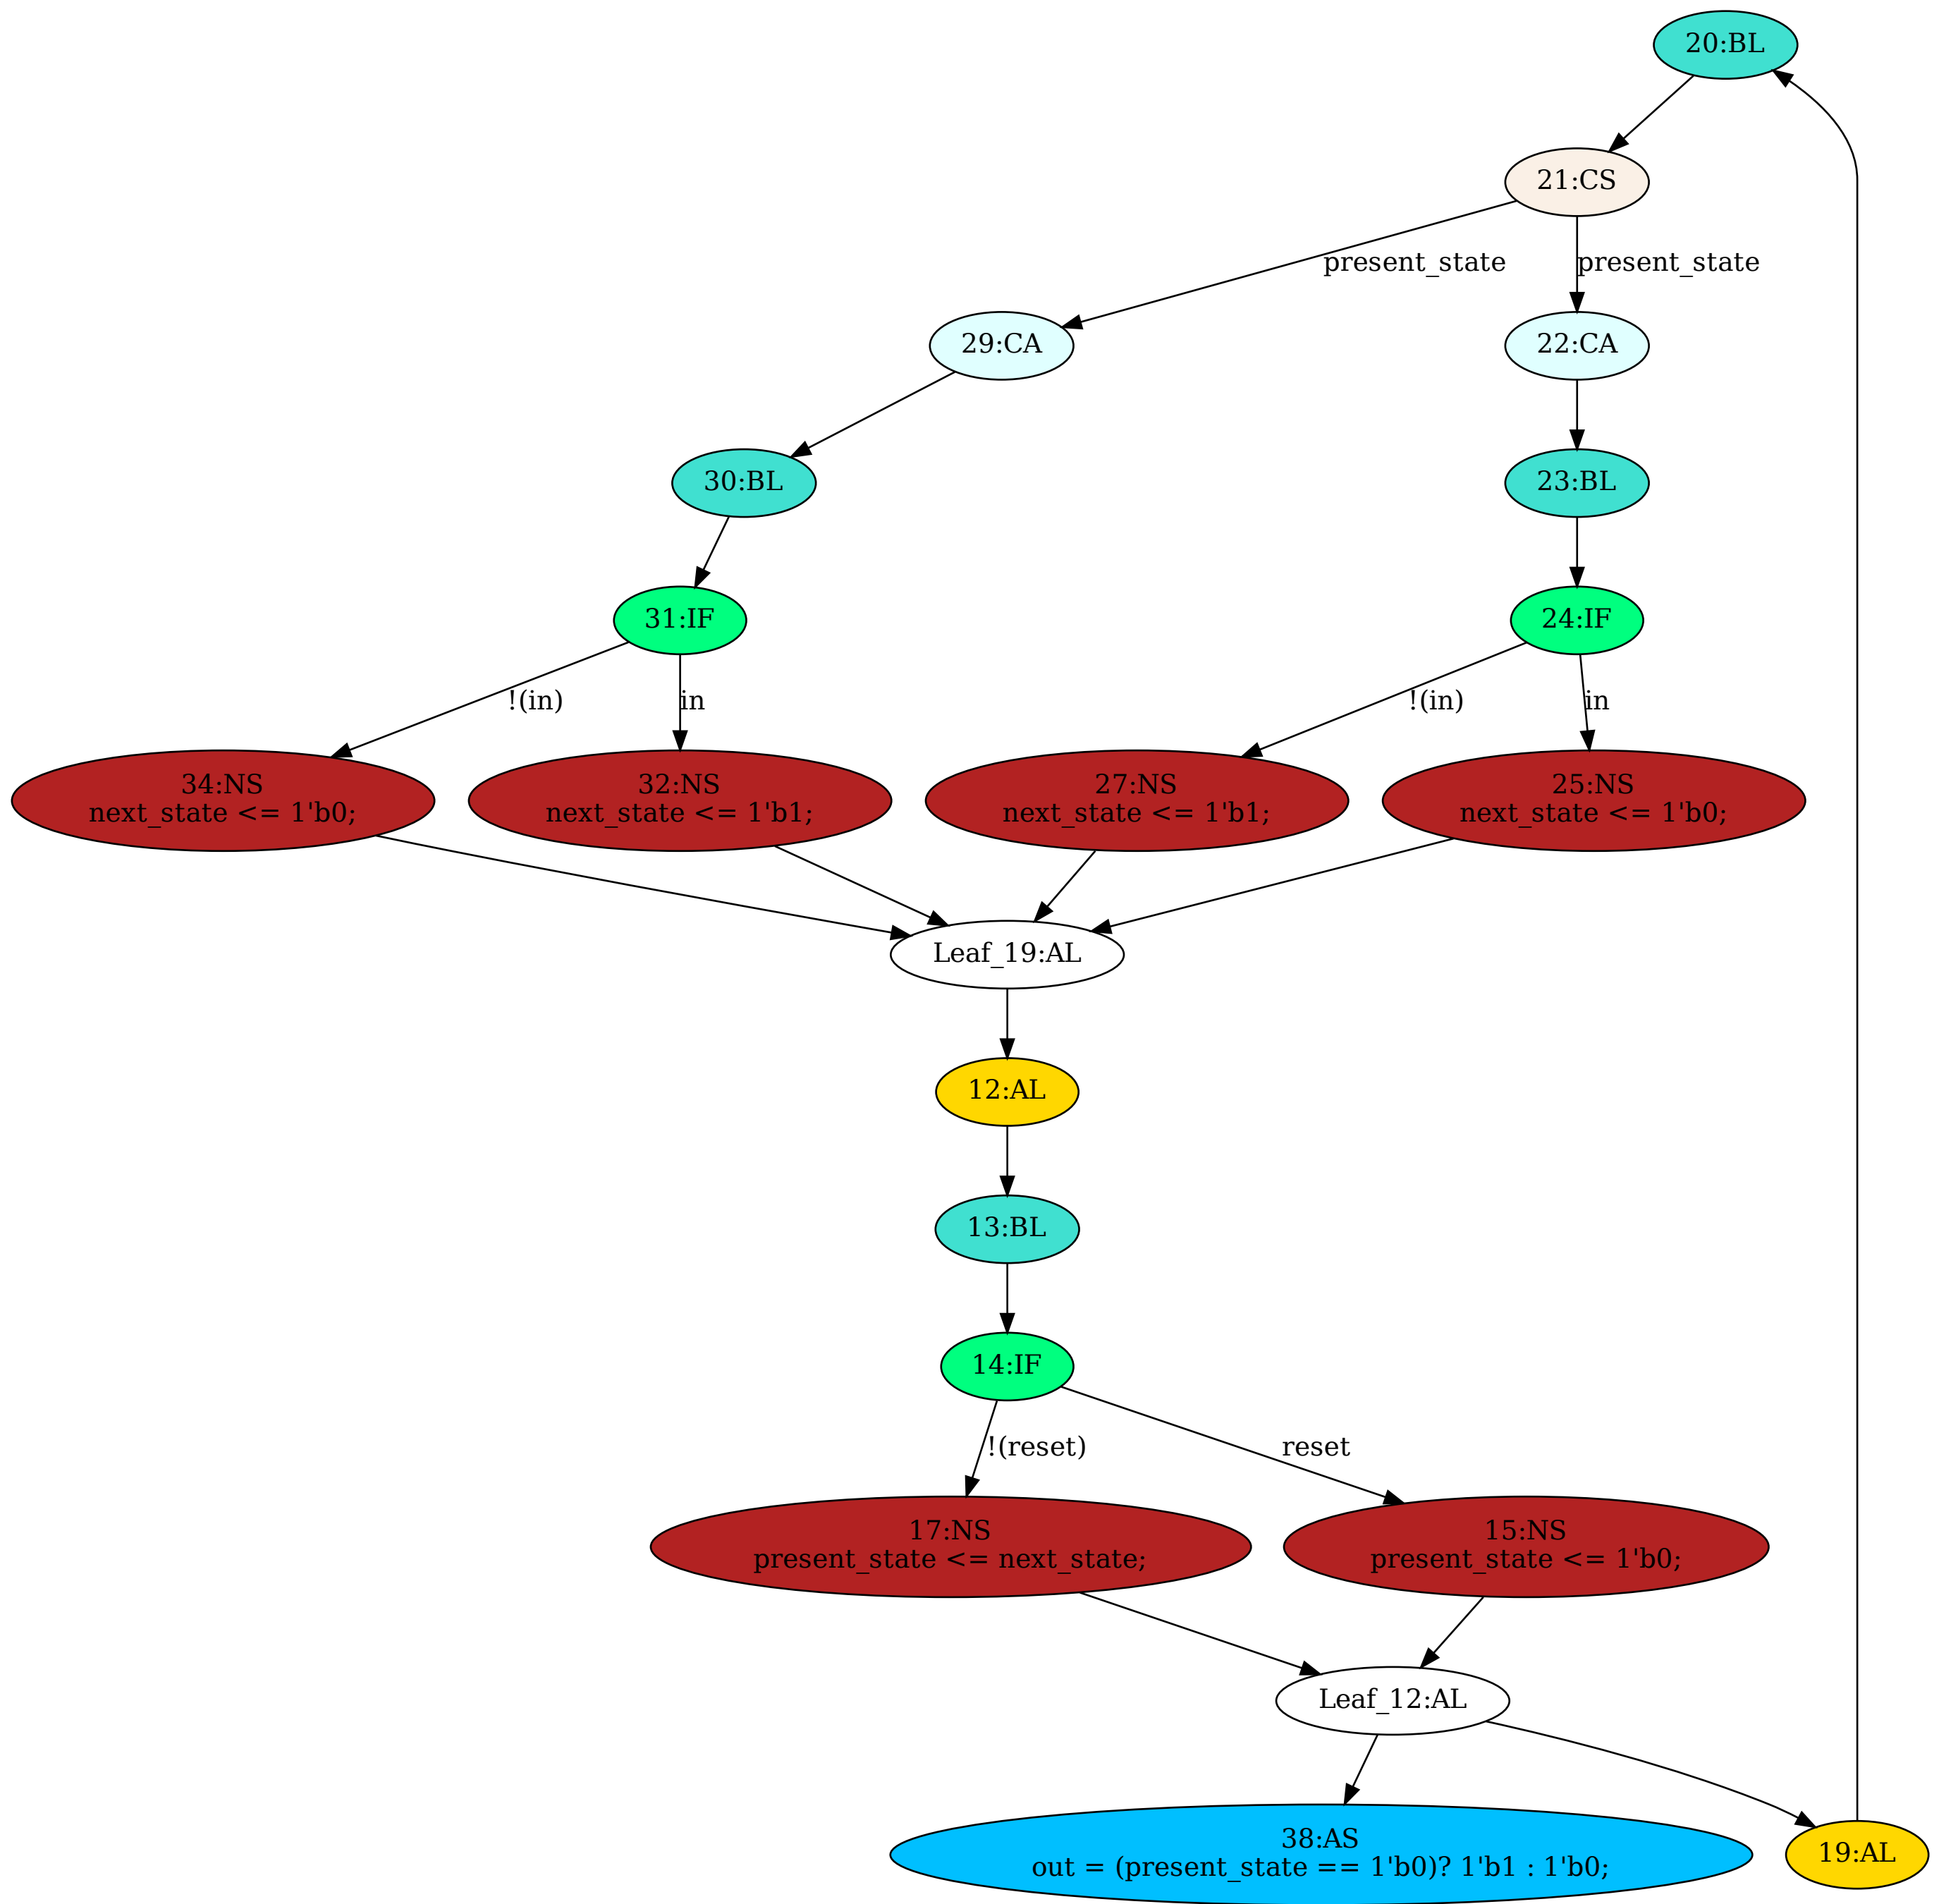 20:BL
21:CS
present_state
present_state
29:CA
22:CA
30:BL
23:BL
31:IF
24:IF
!(in)
in
!(in)
in
34:NS
next_state <= 1'b0;
32:NS
next_state <= 1'b1;
27:NS
next_state <= 1'b1;
25:NS
next_state <= 1'b0;
Leaf_19:AL
12:AL
13:BL
14:IF
!(reset)
reset
17:NS
present_state <= next_state;
15:NS
present_state <= 1'b0;
Leaf_12:AL
38:AS
out = (present_state == 1'b0)? 1'b1 : 1'b0;
19:AL